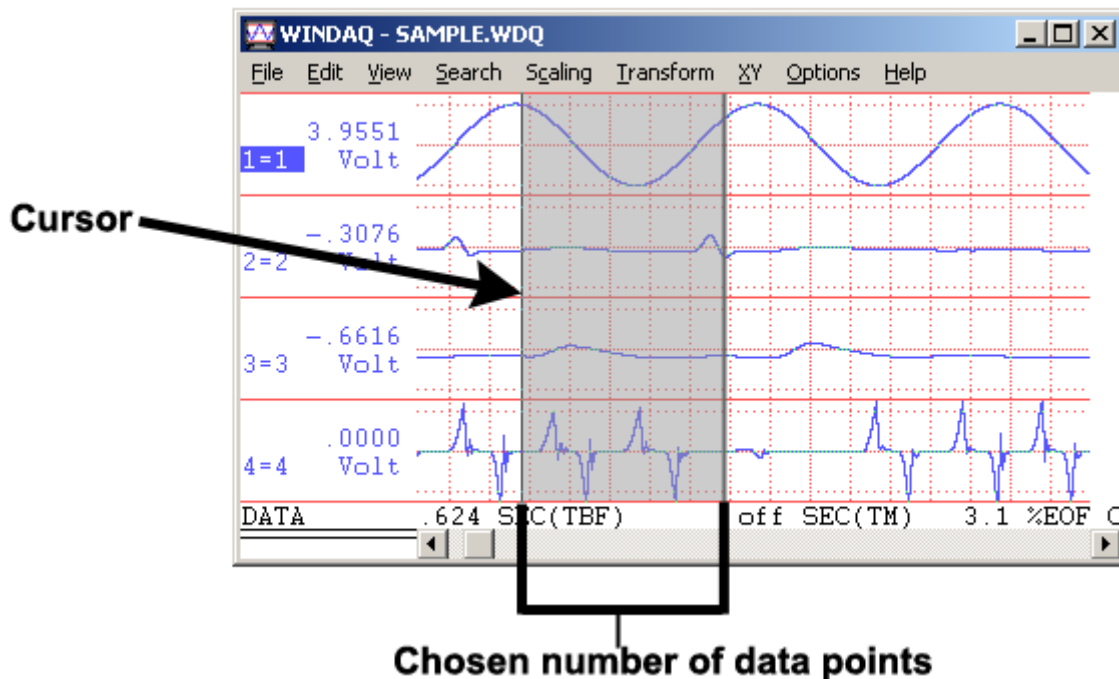 WINDAQ - SAMPLE.WDQ
File Edit View Search Scaling Transform XY Options Help
3.9551
1=1 Volt
Cursor
-.3076
2=2 Volt
-.6616
3=3 Volt
.0000
4=4 Volt
DATA .624 SEC(TBF) off SEC(TM) 3.1 %EOF C
Chosen number of data points